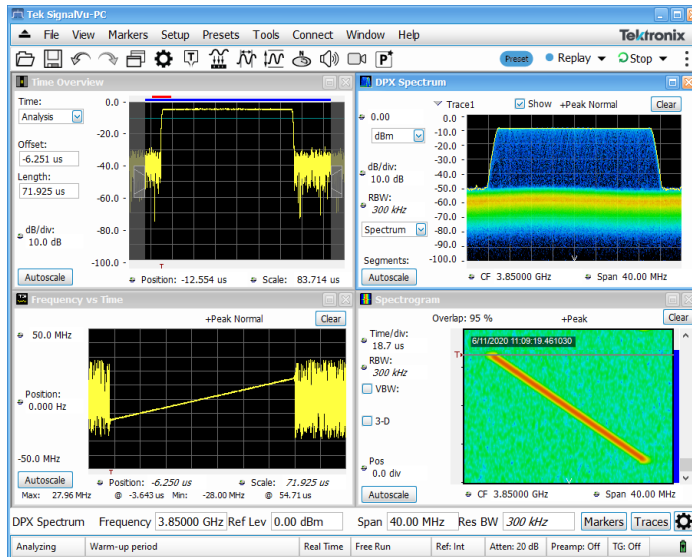 Tek SignalVu-PC
File View Markers Setup Presets Tools Connect Window Help
Tektronix
Preset Replay Stop
Time Overview
Time:
Analysis
Offset:
-6.251 us
Length:
71.925 us
dB/div:
10.0 dB
Autoscale
0.0
-20.0
-40.0
-60.0
-80.0
-100.0
T
Position: -12.554 us Scale: 83.714 us
DPX Spectrum
Trace1 Show +Peak Normal Clear
0.00
dBm
dB/div:
10.0 dB
RBW:
300 kHz
Spectrum
Segments:
Autoscale
0.0
-10.0
-20.0
-30.0
-40.0
-50.0
-60.0
-70.0
-80.0
-90.0
-100.0
CF 3.85000 GHz Span 40.00 MHz
Frequency vs Time
+Peak Normal Clear
50.0 MHz
Position:
0.000 Hz
-50.0 MHz
Autoscale
T
Position: -6.250 us Scale: 71.925 us
Max: 27.96 MHz @ -3.643 us Min: -28.00 MHz @ 54.71 us
Spectrogram
Overlap: 95 % +Peak Clear
Time/div:
18.7 us
RBW:
300 kHz
VBW:
3-D
Pos
0.0 div
Autoscale
6/11/2020 11:09:19.461030
T
CF 3.85000 GHz Span 40.00 MHz
DPX Spectrum Frequency 3.85000 GHz Ref Lev 0.00 dBm Span 40.00 MHz Res BW 300 kHz Markers Traces
Analyzing Warm-up period Real Time Free Run Ref: Int Atten: 20 dB Preamp: Off TG: Off